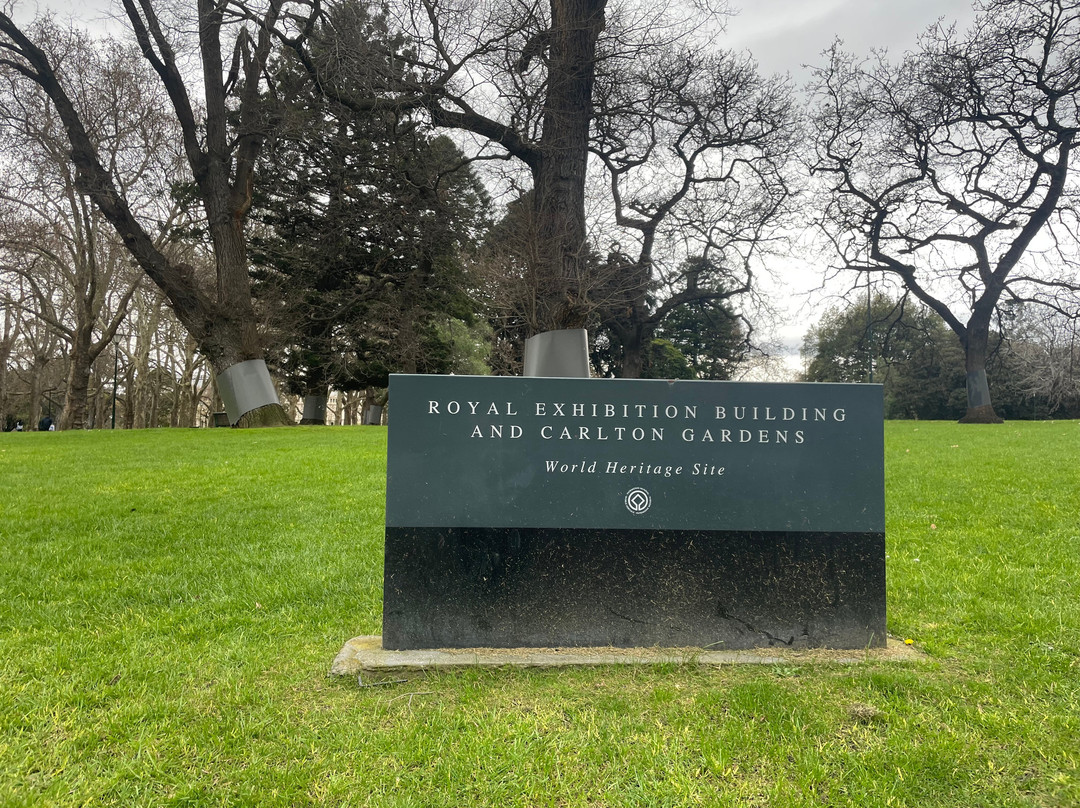 ROYAL EXHIBITION BUILDING
AND CARLTON GARDENS
World Heritage Site